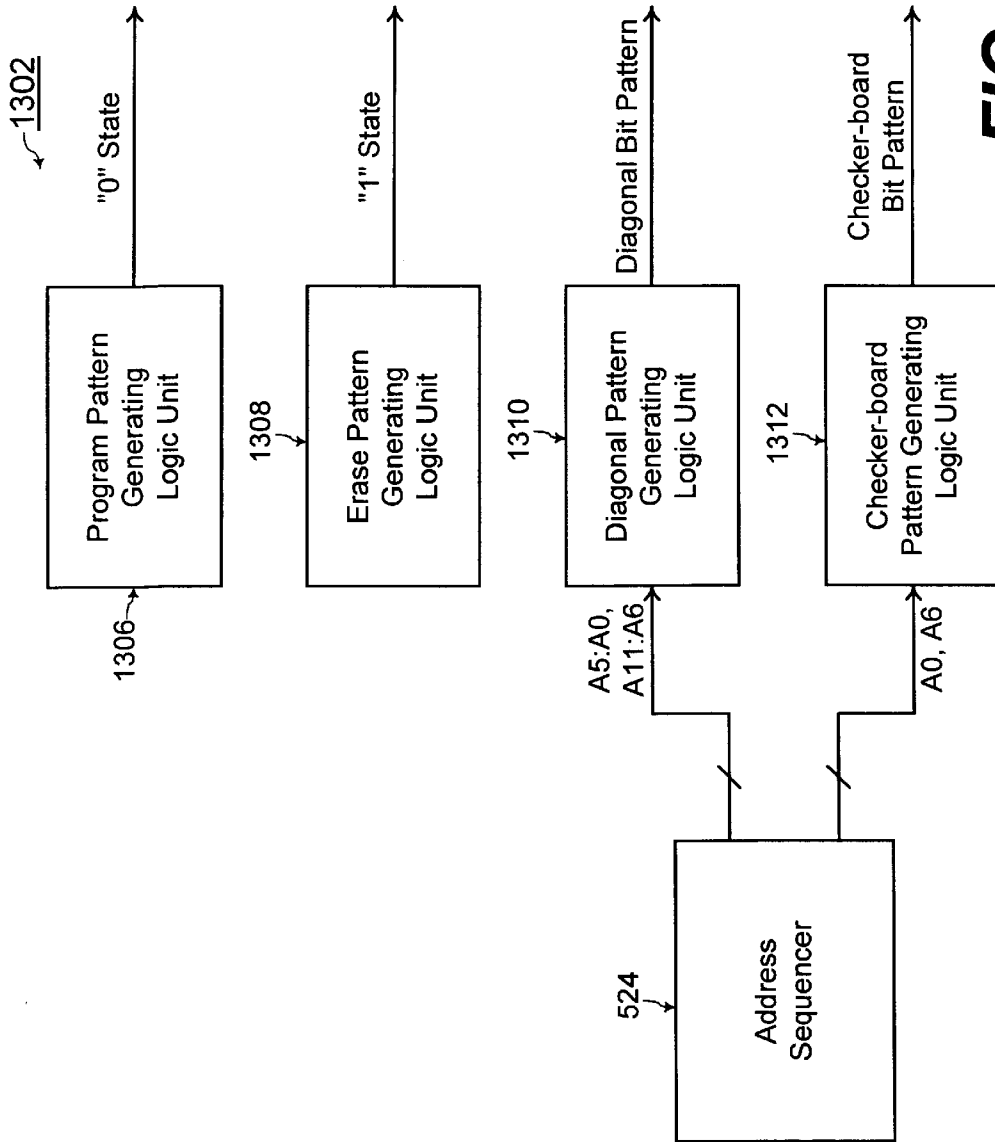 1302
1306
Program Pattern
Generating
Logic Unit
"0" State
1308
Erase Pattern
Generating
Logic Unit
"1" State
1310
A5:A0,
A11:A6
Diagonal Pattern
Generating
Logic Unit
Diagonal Bit Pattern
524
Address
Sequencer
1312
A0, A6
Checker-board
Pattern Generating
Logic Unit
Checker-board
Bit Pattern